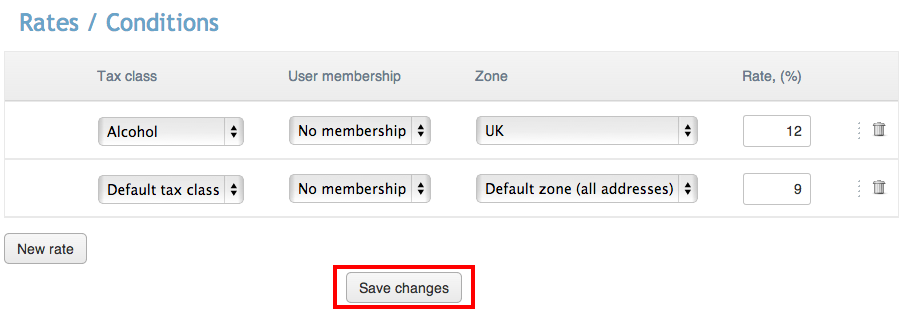 Rates / Conditions
Tax class User membership Zone Rate, (%)
Alcohol No membership UK 12
Default tax class No membership Default zone (all addresses) 9
New rate
Save changes